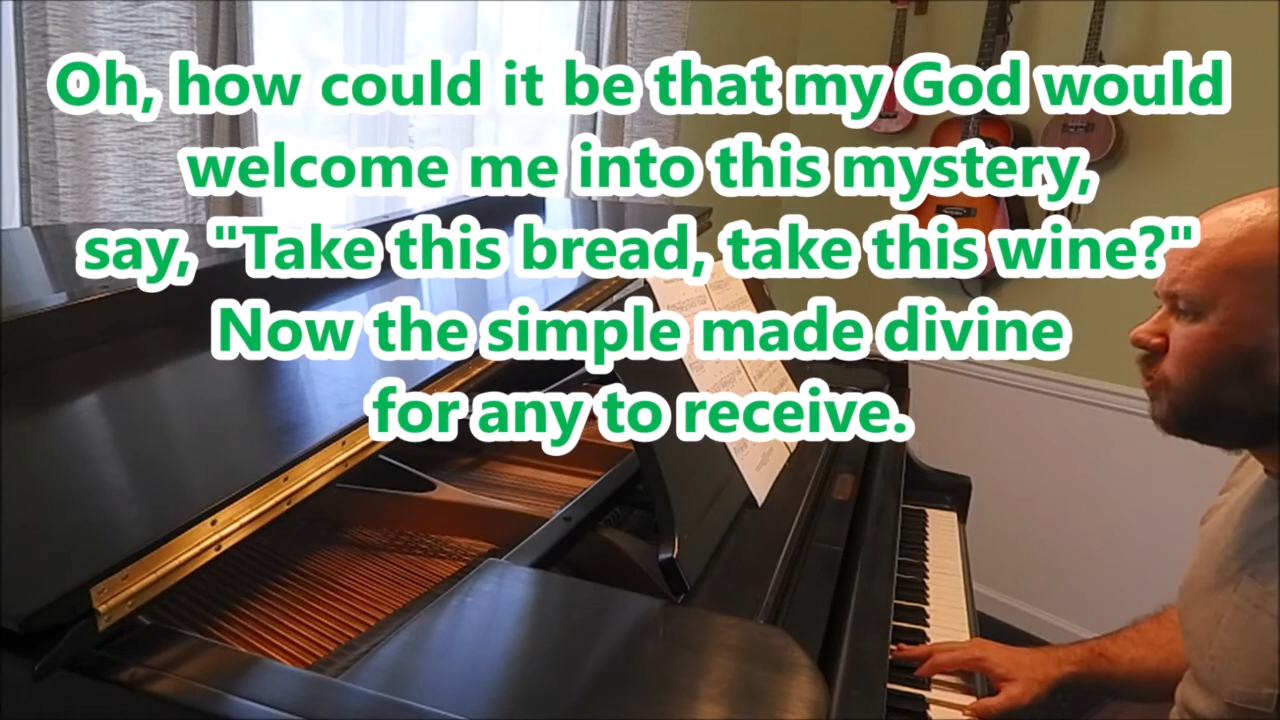 Oh, how could it be that my God would
welcome me into this mystery,
say, "Take this bread, take this wine?"
Now the simple made divine
for any to receive.